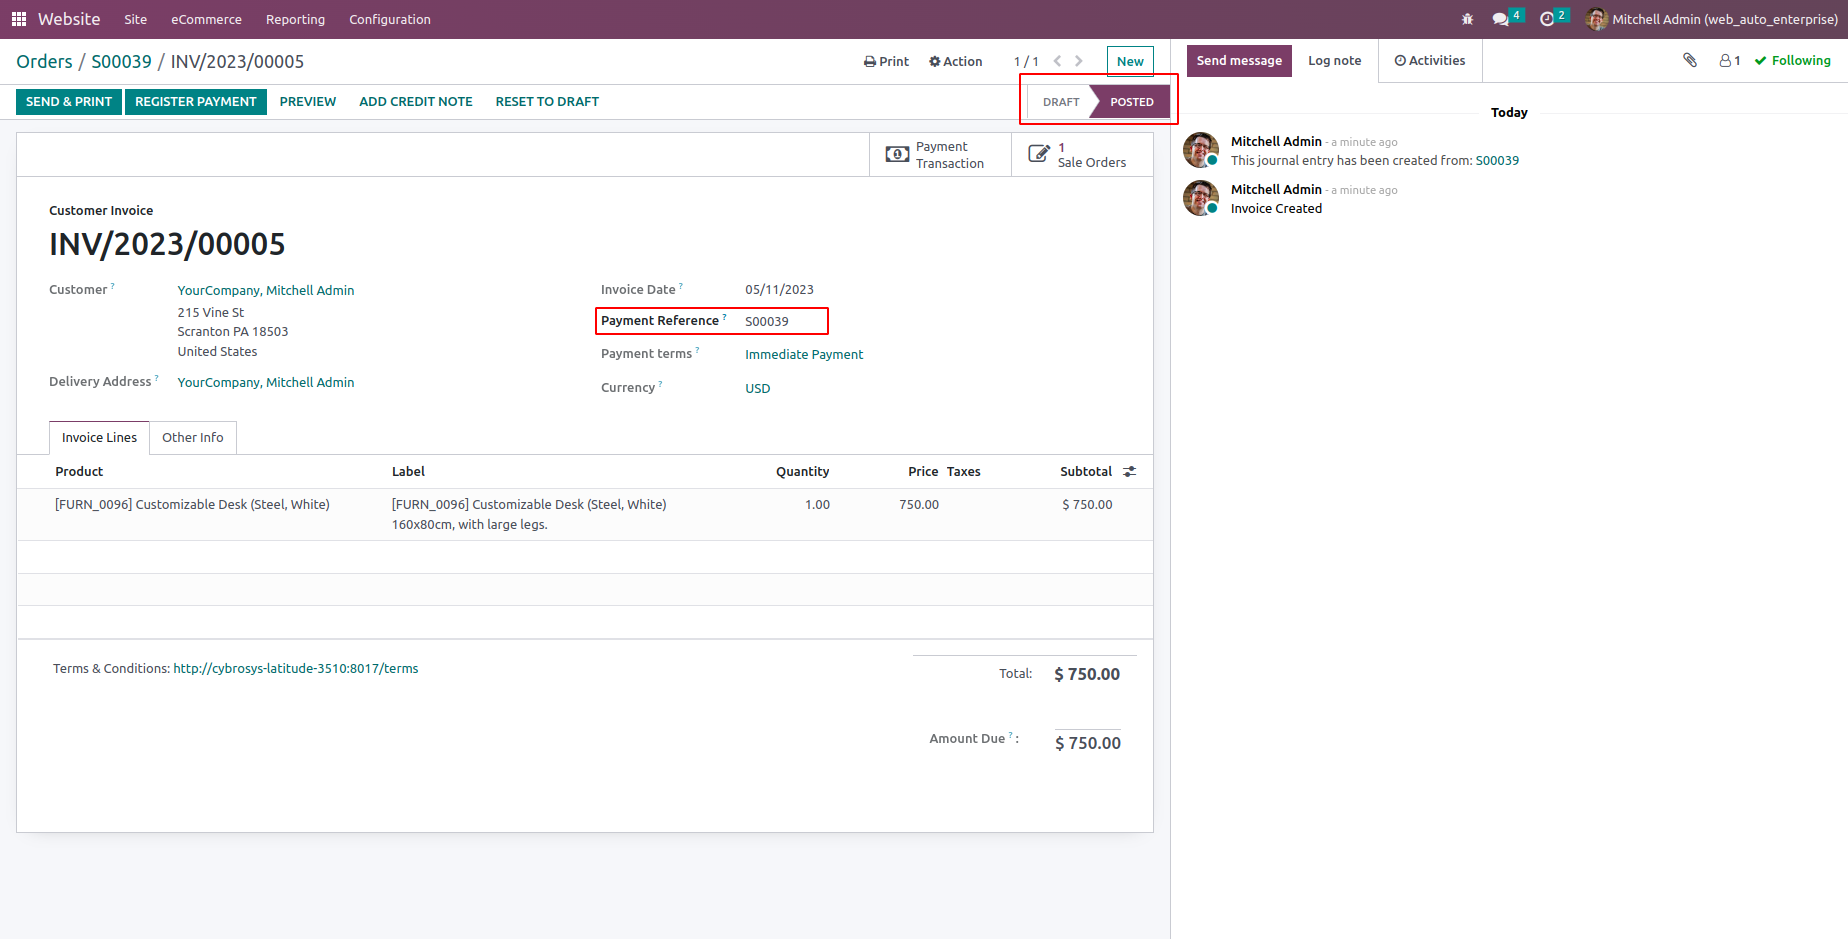 Website Site eCommerce Reporting Configuration 4 2 Mitchell Admin (web_auto_enterprise)
Orders / S00039 / INV/2023/00005 Print Action 1 / 1 New
SEND & PRINT REGISTER PAYMENT PREVIEW ADD CREDIT NOTE RESET TO DRAFT DRAFT POSTED
Payment
Transaction
1
Sale Orders
Customer Invoice
INV/2023/00005
Customer ? YourCompany, Mitchell Admin
215 Vine St
Scranton PA 18503
United States
Delivery Address ? YourCompany, Mitchell Admin
Invoice Date ? 05/11/2023
Payment Reference ? S00039
Payment terms ? Immediate Payment
Currency ? USD
Invoice Lines Other Info
Product Label Quantity Price Taxes Subtotal
[FURN_0096] Customizable Desk (Steel, White) [FURN_0096] Customizable Desk (Steel, White) 1.00 750.00 $ 750.00
160x80cm, with large legs.
Terms & Conditions: http://cybrosys-latitude-3510:8017/terms
Total: $ 750.00
Amount Due ? : $ 750.00
Send message Log note Activities 1 Following
Today
Mitchell Admin - a minute ago
This journal entry has been created from: S00039
Mitchell Admin - a minute ago
Invoice Created